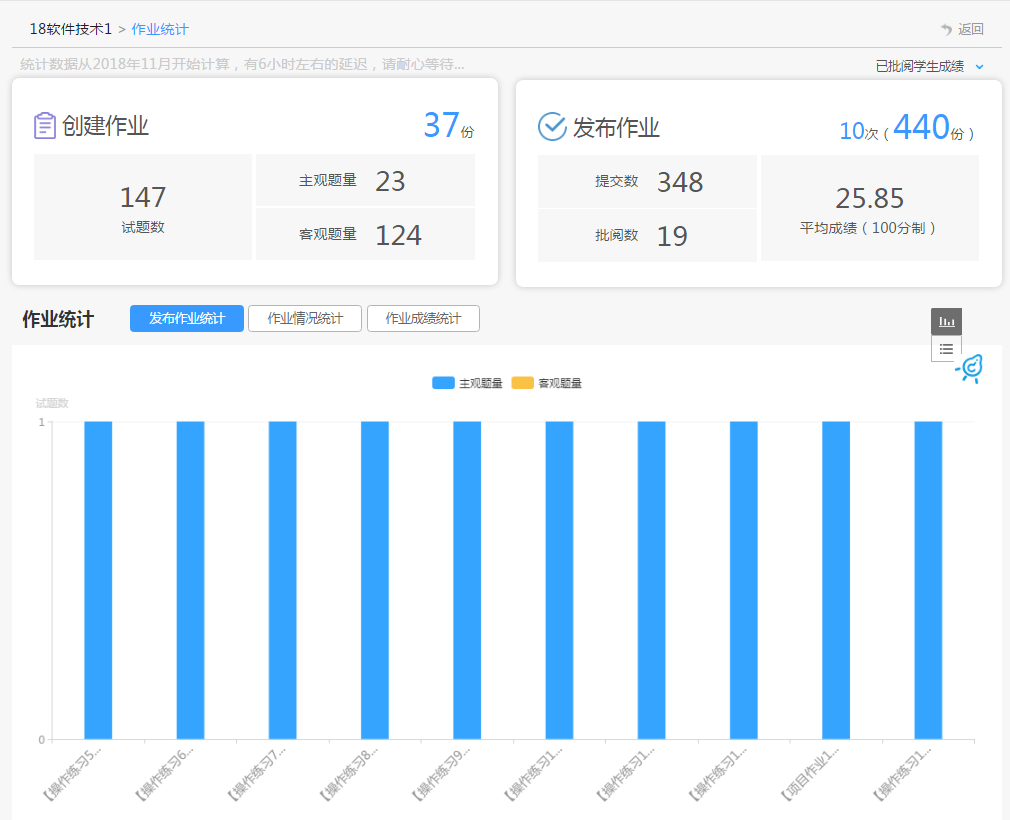 18软件技术1 > 作业统计
返回
统计数据从2018年11月开始计算，有6小时左右的延迟，请耐心等待...
已批阅学生成绩
创建作业
37份
147
试题数
主观题量 23
客观题量 124
发布作业
10次（440份）
提交数 348
批阅数 19
25.85
平均成绩（100分制）
作业统计
发布作业统计
作业情况统计
作业成绩统计
主观题量
客观题量
试题数
1
0
【操作练习5...
【操作练习6...
【操作练习7...
【操作练习8...
【操作练习9...
【操作练习1...
【操作练习1...
【操作练习1...
【项目作业1...
【操作练习1...